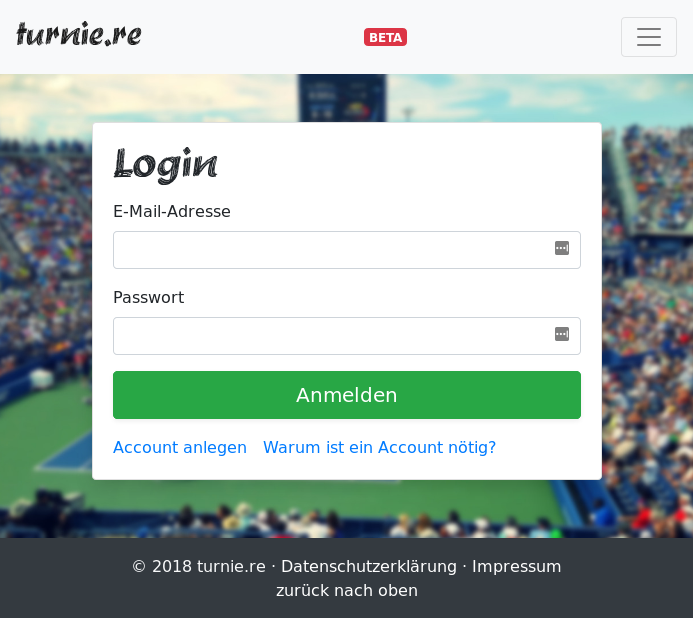 turnie.re
BETA
Login
E-Mail-Adresse
Passwort
Anmelden
Account anlegen Warum ist ein Account nötig?
© 2018 turnie.re · Datenschutzerklärung · Impressum
zurück nach oben